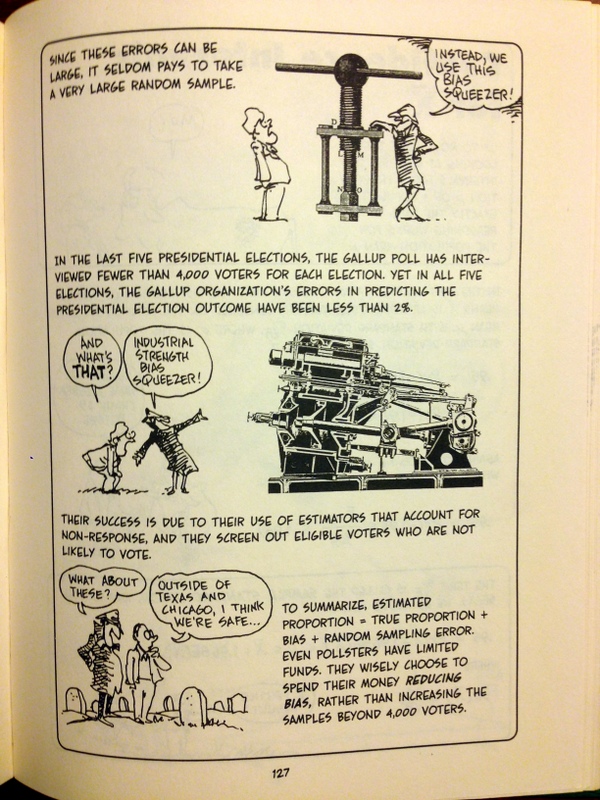 SINCE THESE ERRORS CAN BE
LARGE, IT SELDOM PAYS TO TAKE
A VERY LARGE RANDOM SAMPLE.
INSTEAD, WE
USE THIS
BIAS
SQUEEZER!
D
L M
N O
IN THE LAST FIVE PRESIDENTIAL ELECTIONS, THE GALLUP POLL HAS INTER-
VIEWED FEWER THAN 4,000 VOTERS FOR EACH ELECTION. YET IN ALL FIVE
ELECTIONS, THE GALLUP ORGANIZATION'S ERRORS IN PREDICTING THE
PRESIDENTIAL ELECTION OUTCOME HAVE BEEN LESS THAN 2%.
AND
WHAT'S
THAT?
INDUSTRIAL
STRENGTH
BIAS
SQUEEZER!
THEIR SUCCESS IS DUE TO THEIR USE OF ESTIMATORS THAT ACCOUNT FOR
NON-RESPONSE, AND THEY SCREEN OUT ELIGIBLE VOTERS WHO ARE NOT
LIKELY TO VOTE.
WHAT ABOUT
THESE?
OUTSIDE OF
TEXAS AND
CHICAGO, I THINK
WE'RE SAFE...
TO SUMMARIZE, ESTIMATED
PROPORTION = TRUE PROPORTION +
BIAS + RANDOM SAMPLING ERROR.
EVEN POLLSTERS HAVE LIMITED
FUNDS. THEY WISELY CHOOSE TO
SPEND THEIR MONEY REDUCING
BIAS, RATHER THAN INCREASING THE
SAMPLES BEYOND 4,000 VOTERS.
127